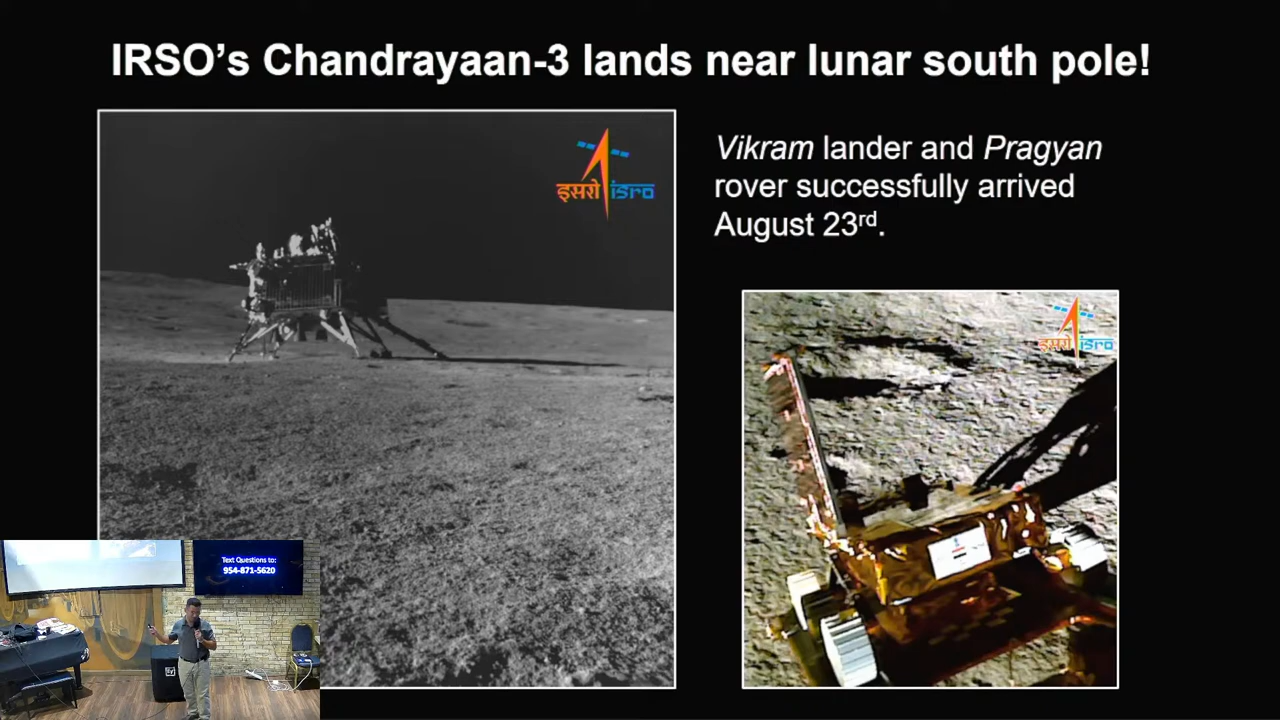 IRSO's Chandrayaan-3 lands near lunar south pole!
इसरो isro
Vikram lander and Pragyan
rover successfully arrived
August 23rd.
इसरो isro
Text Questions to:
954-871-5620
EV